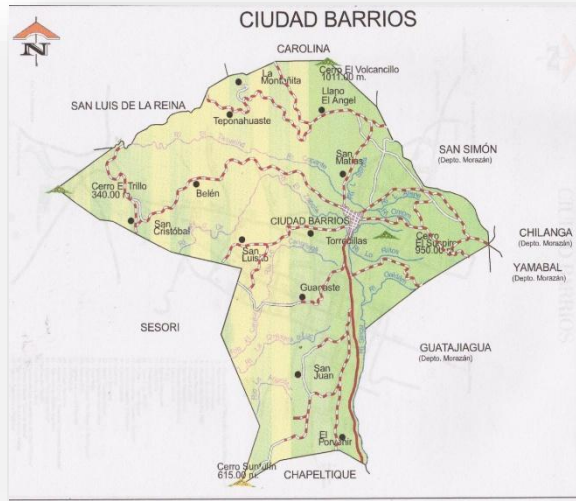 CIUDAD BARRIOS
N
CAROLINA
Cerro El Volcancillo
1011.00 m.
La
Montañita
Llano
El Ángel
SAN LUIS DE LA REINA
Teponahuaste
SAN SIMÓN
(Depto. Morazán)
San
Matías
Cerro El Trillo
340.00
Belén
San
Cristóbal
CIUDAD BARRIOS
Torrecillas
Cerro
950.00
CHILANGA
(Depto. Morazán)
YAMABAL
(Depto. Morazán)
San
Luisito
Guanaste
SESORI
GUATAJIAGUA
(Depto. Morazán)
San
Juan
El
Porvenir
Cerro
615.00 m.
CHAPELTIQUE